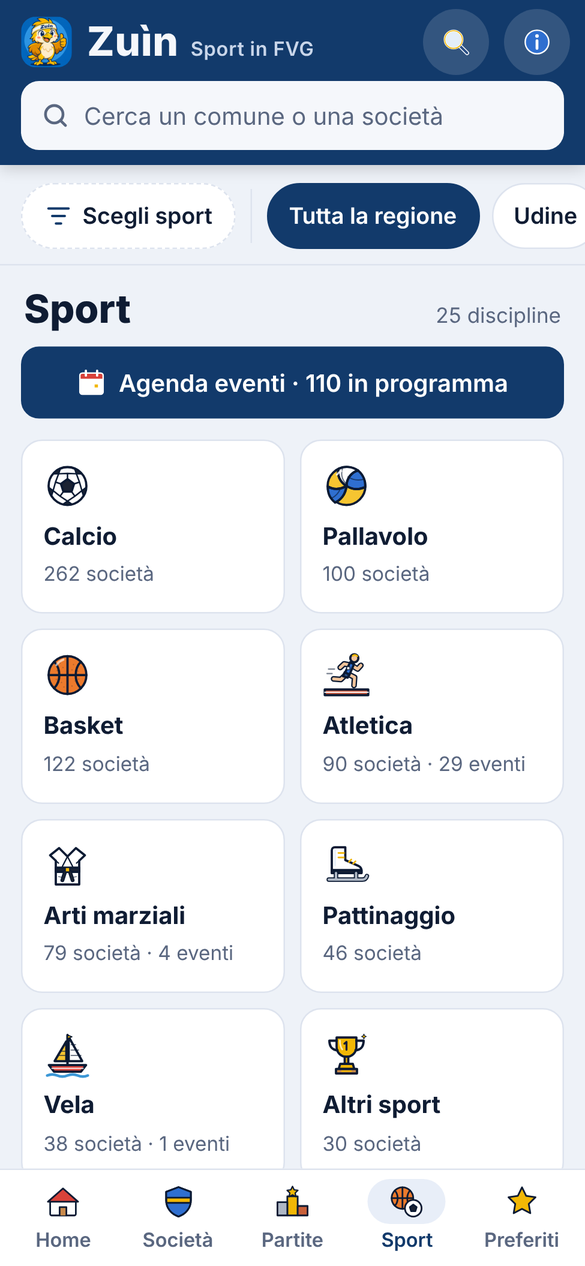 Zuìn Sport in FVG
Cerca un comune o una società
Scegli sport
Tutta la regione
Udine
Sport
25 discipline
Agenda eventi · 110 in programma
Calcio
262 società
Pallavolo
100 società
Basket
122 società
Atletica
90 società · 29 eventi
Arti marziali
79 società · 4 eventi
Pattinaggio
46 società
Vela
38 società · 1 eventi
1
Altri sport
30 società
Home
Società
Partite
Sport
Preferiti